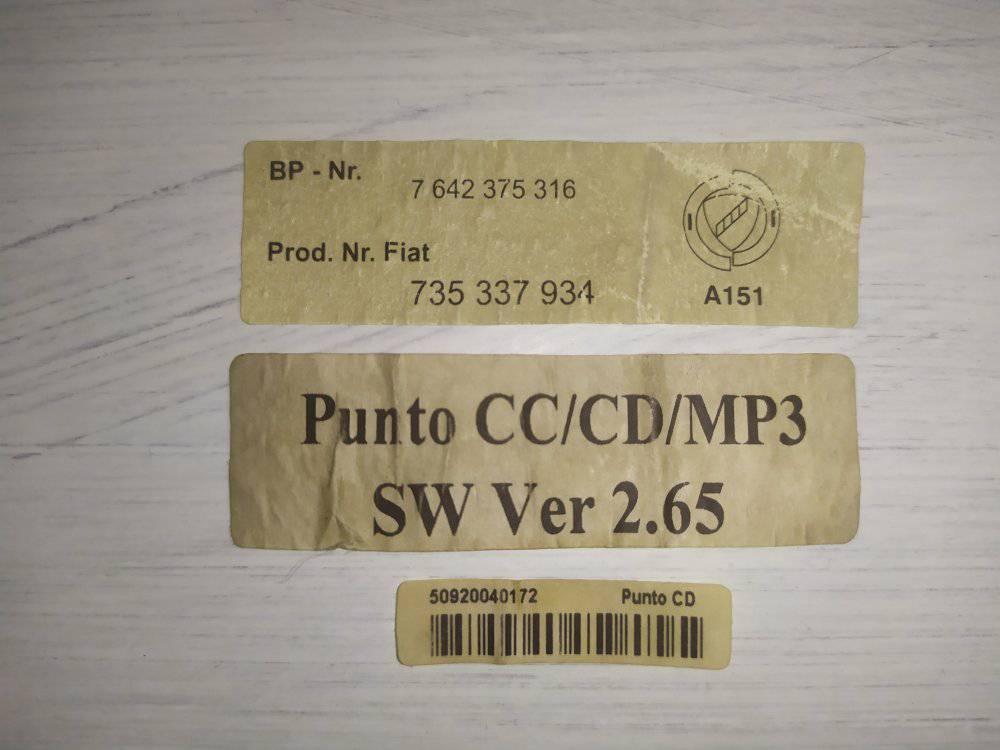 BP - Nr.
7 642 375 316
Prod. Nr. Fiat
735 337 934
A151
Punto CC/CD/MP3
SW Ver 2.65
50920040172 Punto CD